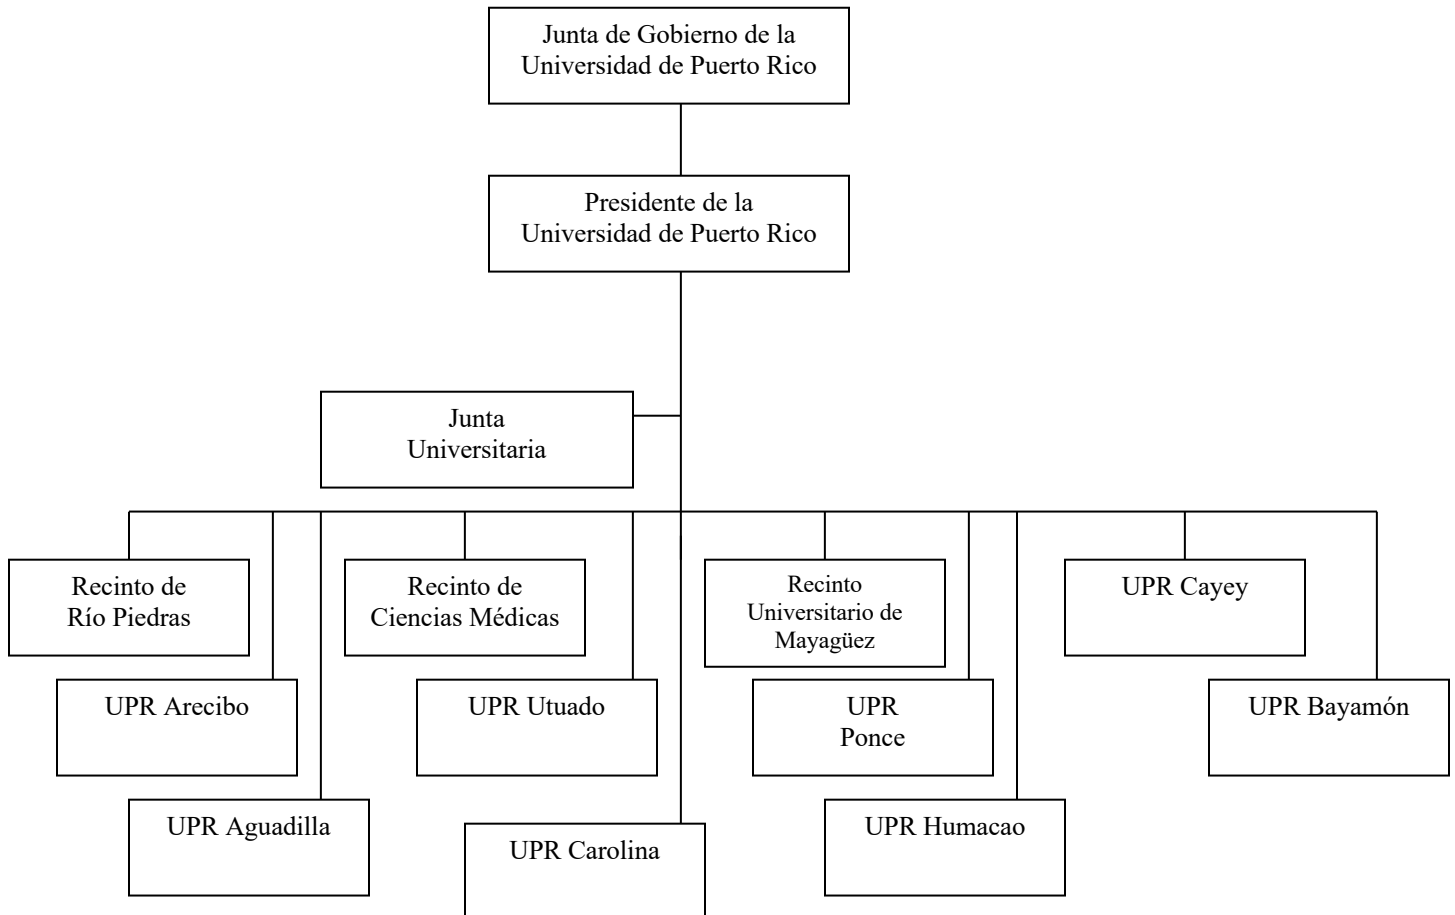 Junta de Gobierno de la
Universidad de Puerto Rico
Presidente de la
Universidad de Puerto Rico
Junta
Universitaria
Recinto de
Río Piedras
Recinto de
Ciencias Médicas
Recinto
Universitario de
Mayagüez
UPR Cayey
UPR Arecibo
UPR Utuado
UPR
Ponce
UPR Bayamón
UPR Aguadilla
UPR Carolina
UPR Humacao